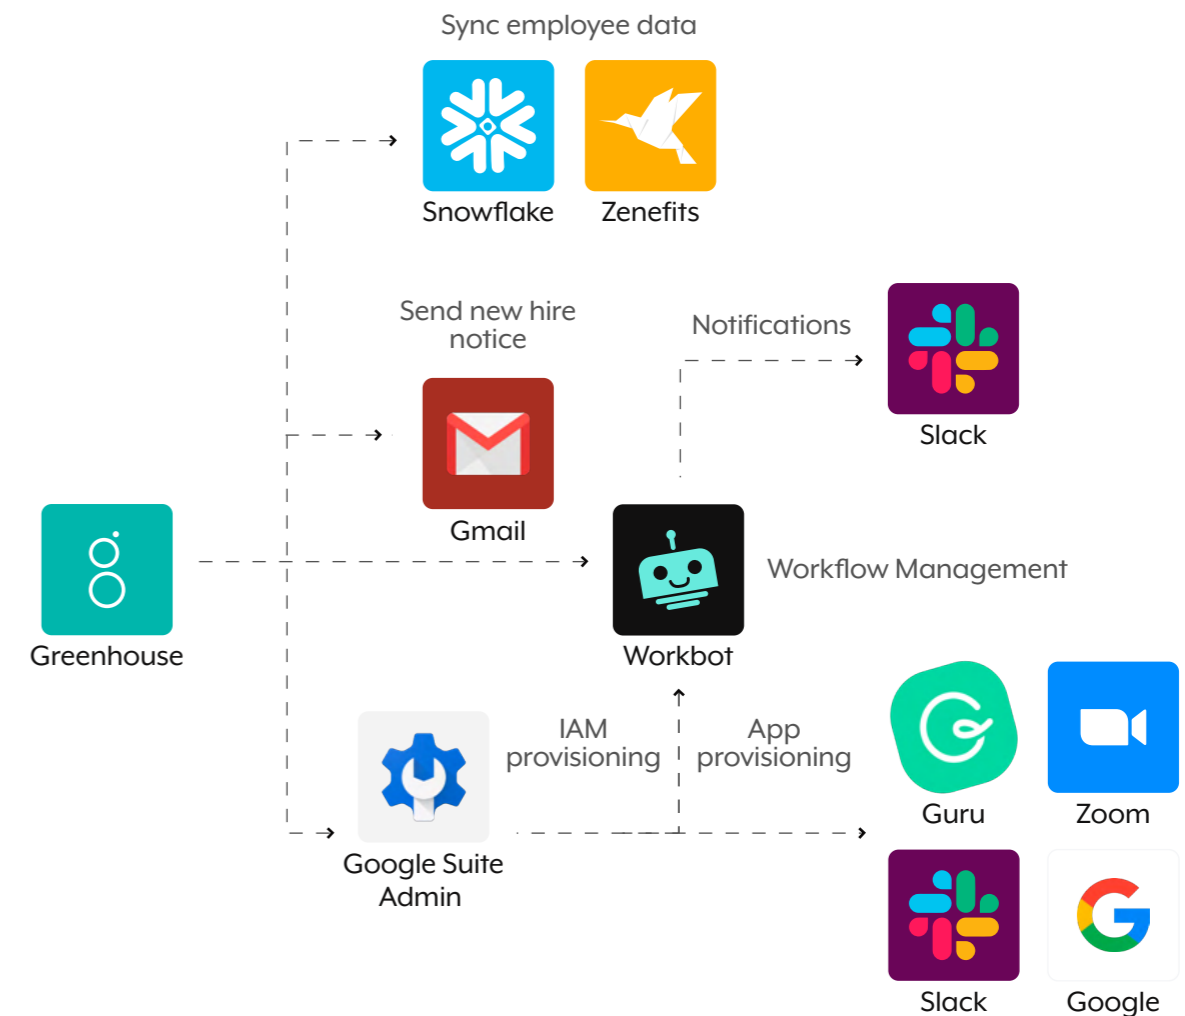 Sync employee data
Snowflake
Zenefits
Send new hire
notice
Notifications
Slack
Gmail
Greenhouse
Workflow Management
Workbot
IAM
provisioning
App
provisioning
Guru
Zoom
Google Suite
Admin
Slack
Google